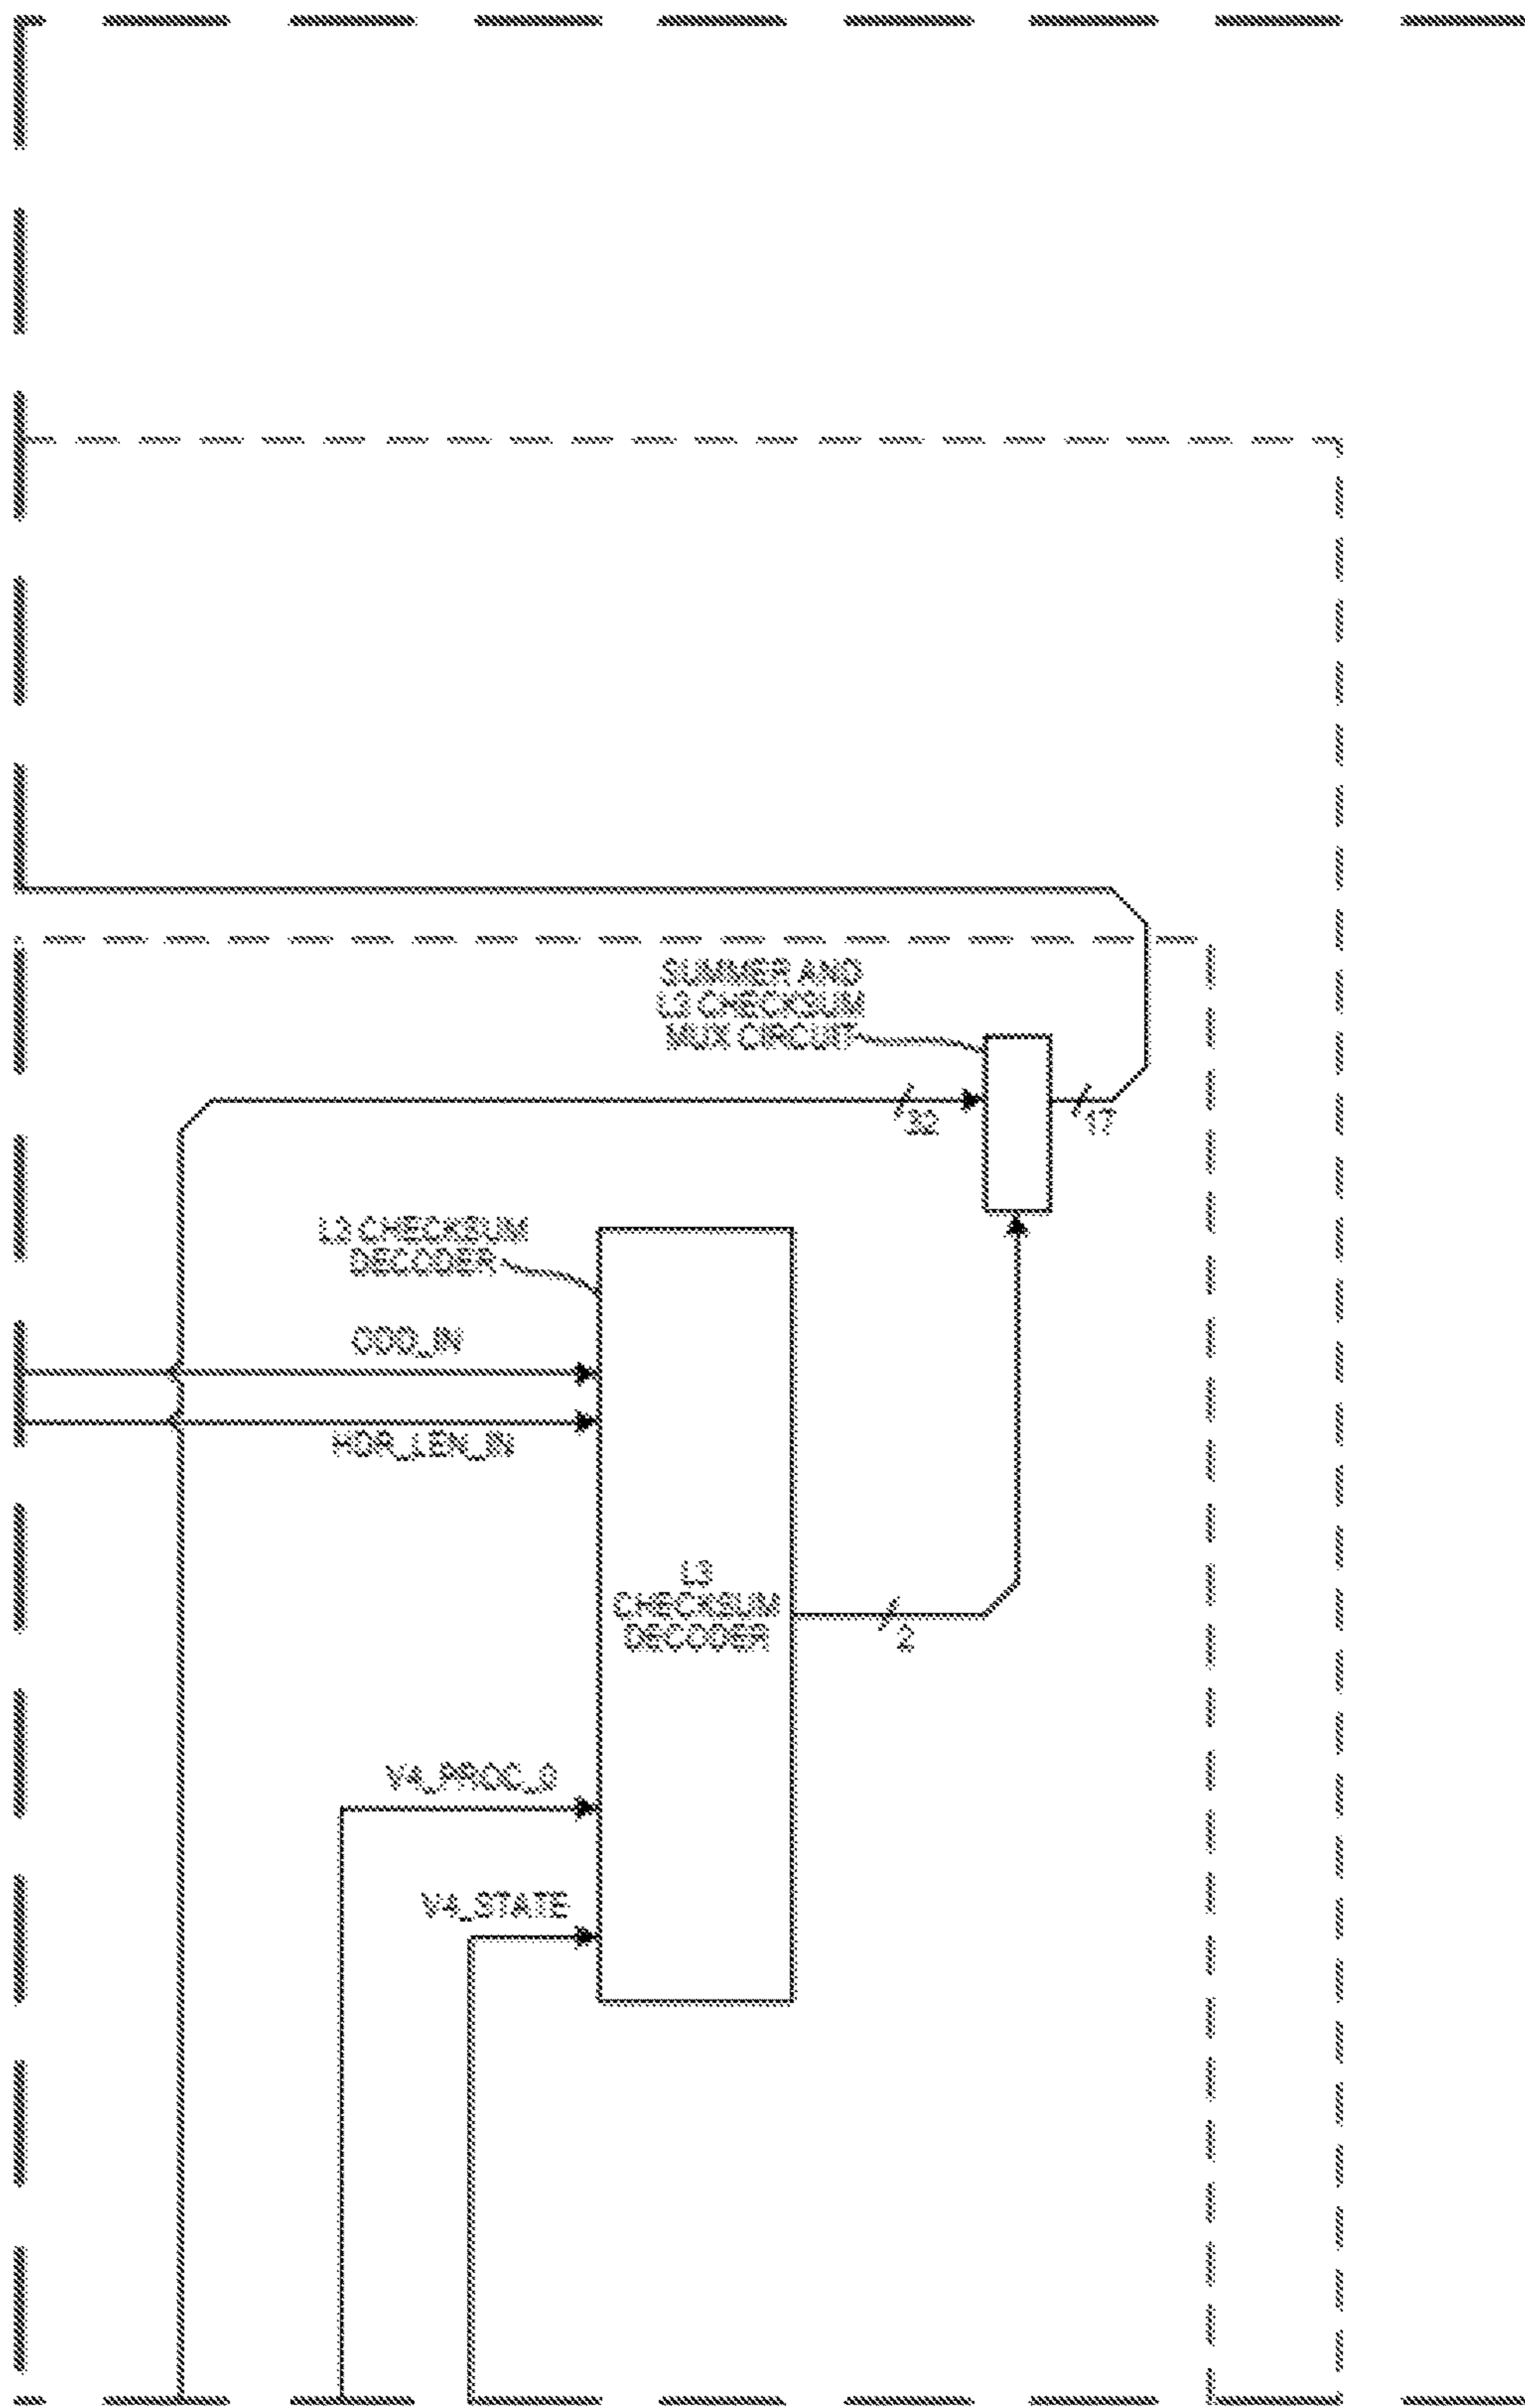 SUMMER AND
L3 CHECKSUM
MUX CIRCUIT
32
17
L3 CHECKSUM
DECODER
ODD_IN
HDR_LEN_IN
L3
CHECKSUM
DECODER
2
V4_PROC_0
V4_STATE